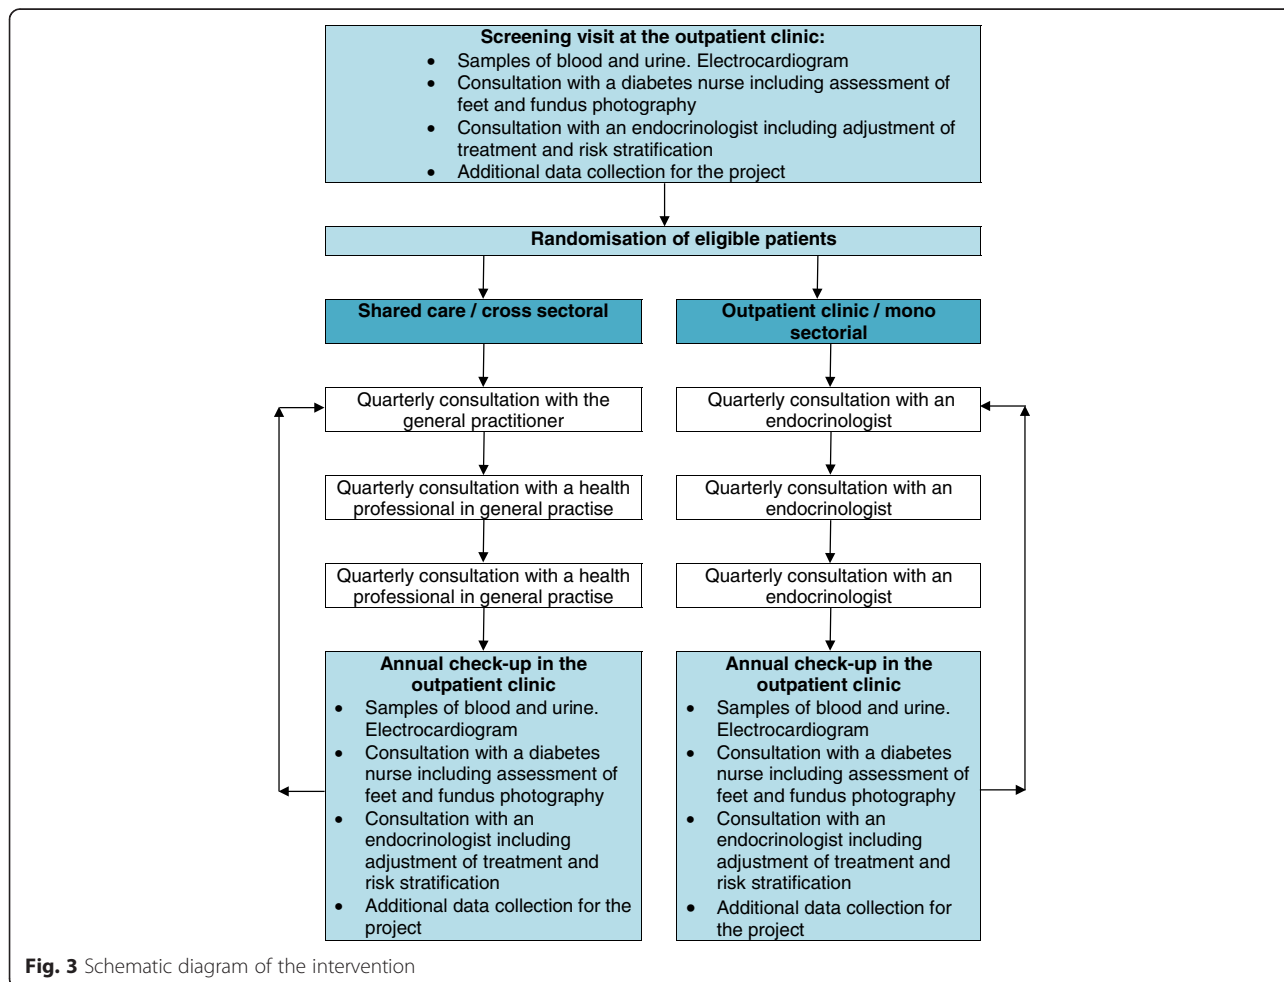 Screening visit at the outpatient clinic:
• Samples of blood and urine. Electrocardiogram
• Consultation with a diabetes nurse including assessment of
feet and fundus photography
• Consultation with an endocrinologist including adjustment of
treatment and risk stratification
• Additional data collection for the project
Randomisation of eligible patients
Shared care / cross sectoral
Quarterly consultation with the
general practitioner
Quarterly consultation with a health
professional in general practise
Quarterly consultation with a health
professional in general practise
Annual check-up in the
outpatient clinic
• Samples of blood and urine.
Electrocardiogram
• Consultation with a diabetes
nurse including assessment of
feet and fundus photography
• Consultation with an
endocrinologist including
adjustment of treatment and
risk stratification
• Additional data collection for the
project
Outpatient clinic / mono
sectorial
Quarterly consultation with an
endocrinologist
Quarterly consultation with an
endocrinologist
Quarterly consultation with an
endocrinologist
Annual check-up in the
outpatient clinic
• Samples of blood and urine.
Electrocardiogram
• Consultation with a diabetes
nurse including assessment of
feet and fundus photography
• Consultation with an
endocrinologist including
adjustment of treatment and
risk stratification
• Additional data collection for
the project
Fig. 3 Schematic diagram of the intervention